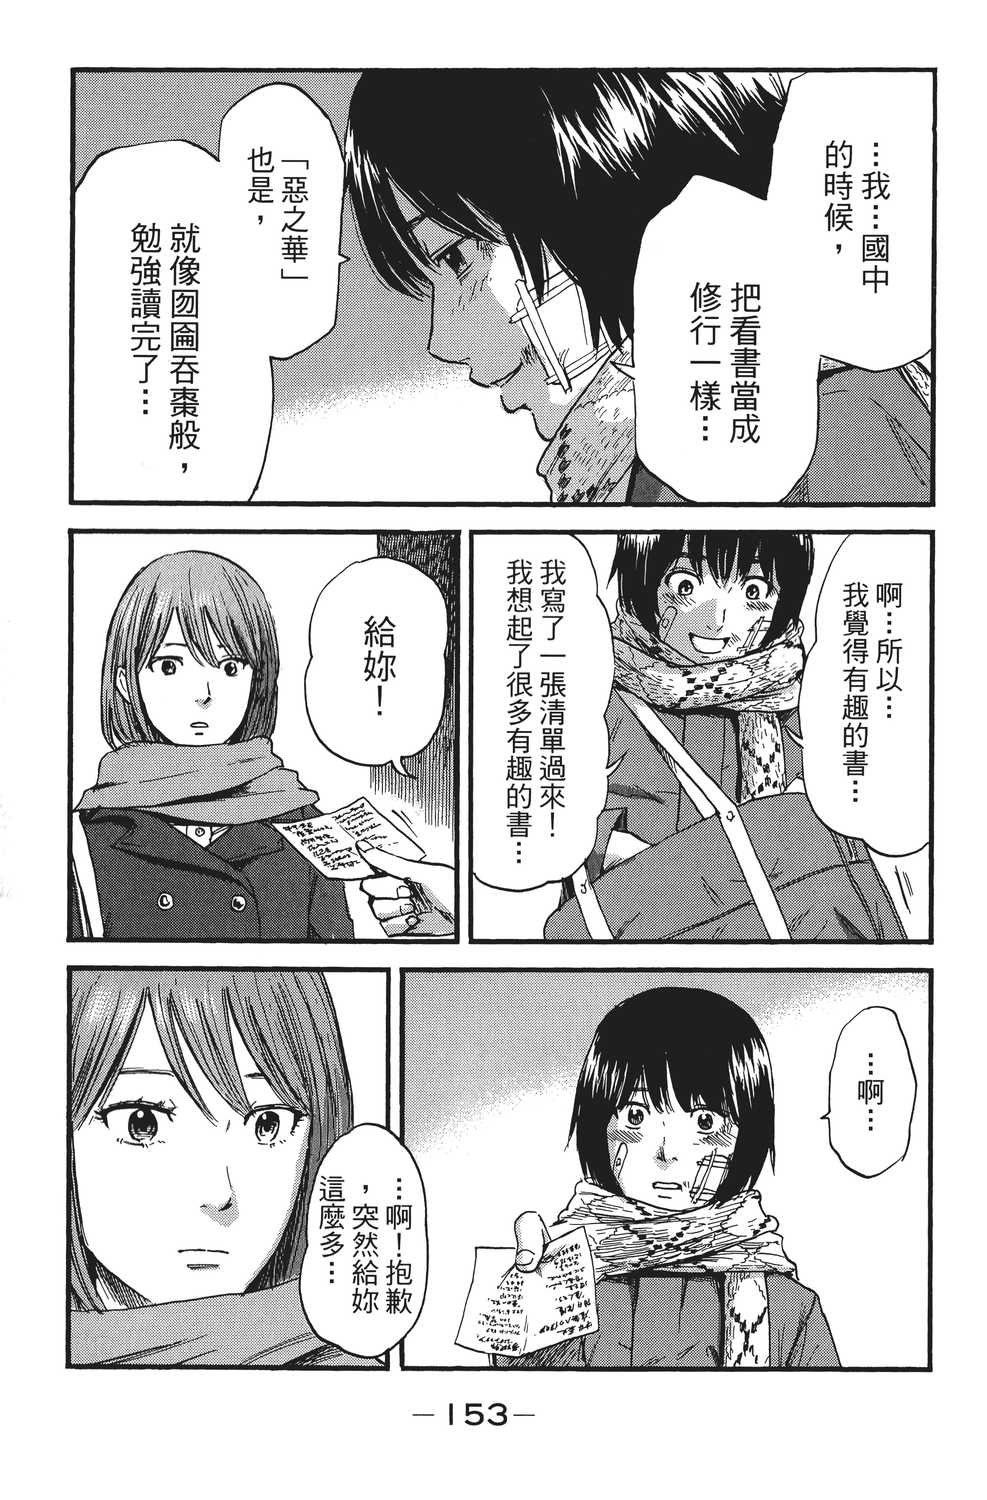 …我…國中
的時候，
把看書當成
修行一樣…
「惡之華」
也是，
就像囫圇吞棗般，
勉強讀完了…
啊…所以…
我覺得有趣的書…
我寫了一張清單過來！
我想起了很多有趣的書…
給妳！
…啊…
…啊！抱歉
，突然給妳
這麼多…
—153—